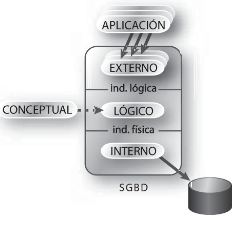 APLICACIÓN
EXTERNO
ind. lógica
CONCEPTUAL
LÓGICO
ind. física
INTERNO
SGBD